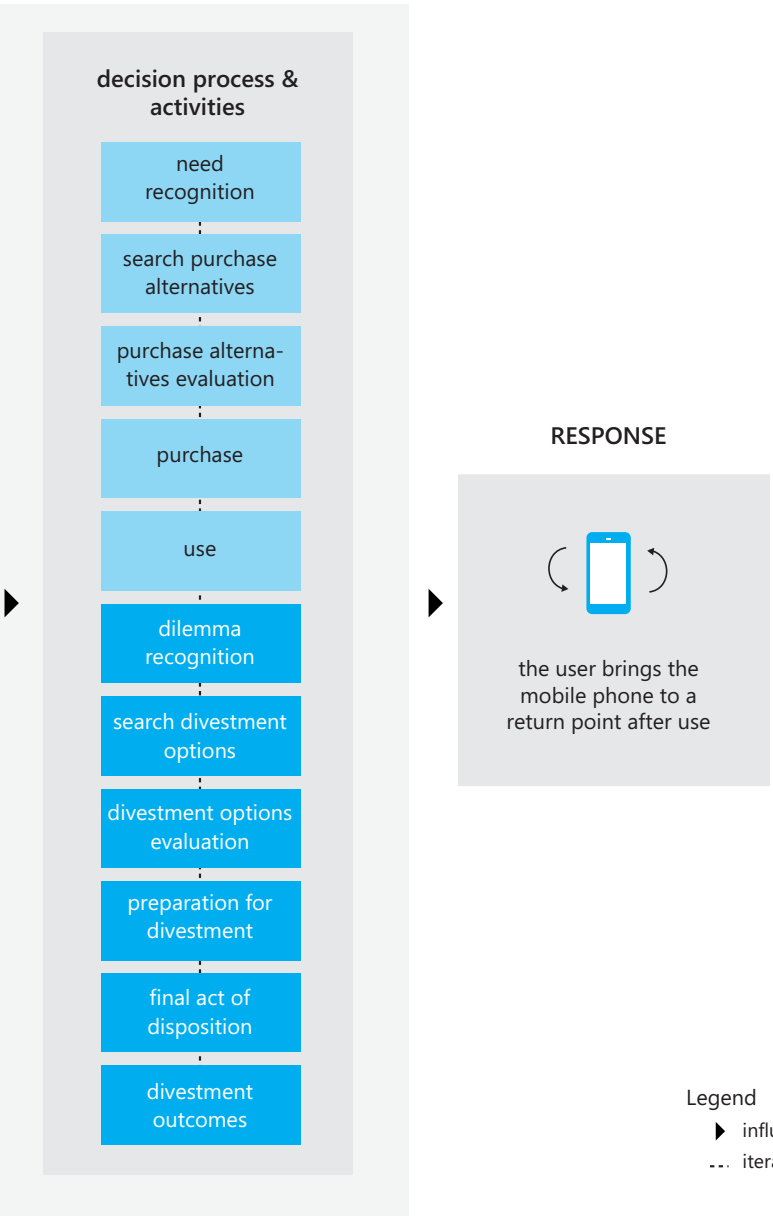 decision process &
activities
need
recognition
search purchase
alternatives
purchase alterna-
tives evaluation
purchase
use
dilemma
recognition
search divestment
options
divestment options
evaluation
preparation for
divestment
final act of
disposition
divestment
outcomes
RESPONSE
the user brings the
mobile phone to a
return point after use
Legend